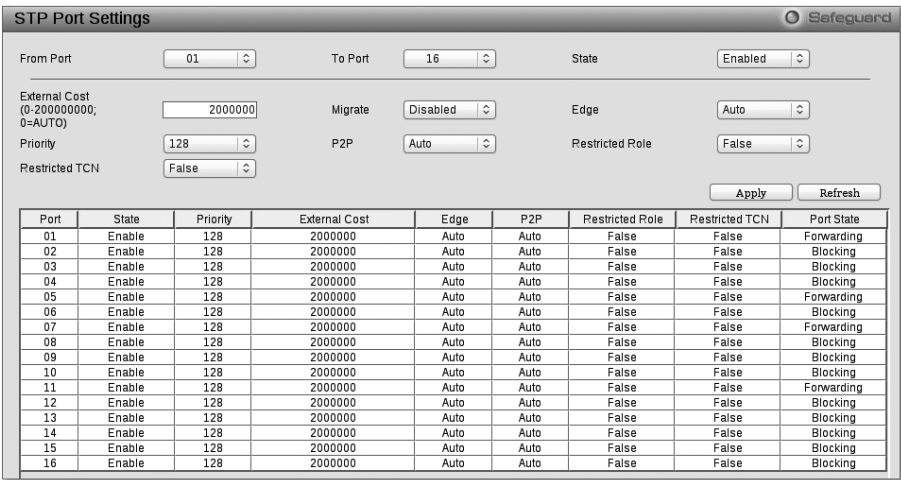 STP Port Settings Safeguard
From Port 01 To Port 16 State Enabled
External Cost
(0-200000000;
0=AUTO) 2000000 Migrate Disabled Edge Auto
Priority 128 P2P Auto Restricted Role False
Restricted TCN False
Apply Refresh
Port State Priority External Cost Edge P2P Restricted Role Restricted TCN Port State
01 Enable 128 2000000 Auto Auto False False Forwarding
02 Enable 128 2000000 Auto Auto False False Blocking
03 Enable 128 2000000 Auto Auto False False Blocking
04 Enable 128 2000000 Auto Auto False False Blocking
05 Enable 128 2000000 Auto Auto False False Forwarding
06 Enable 128 2000000 Auto Auto False False Blocking
07 Enable 128 2000000 Auto Auto False False Forwarding
08 Enable 128 2000000 Auto Auto False False Blocking
09 Enable 128 2000000 Auto Auto False False Blocking
10 Enable 128 2000000 Auto Auto False False Blocking
11 Enable 128 2000000 Auto Auto False False Forwarding
12 Enable 128 2000000 Auto Auto False False Blocking
13 Enable 128 2000000 Auto Auto False False Blocking
14 Enable 128 2000000 Auto Auto False False Blocking
15 Enable 128 2000000 Auto Auto False False Blocking
16 Enable 128 2000000 Auto Auto False False Blocking